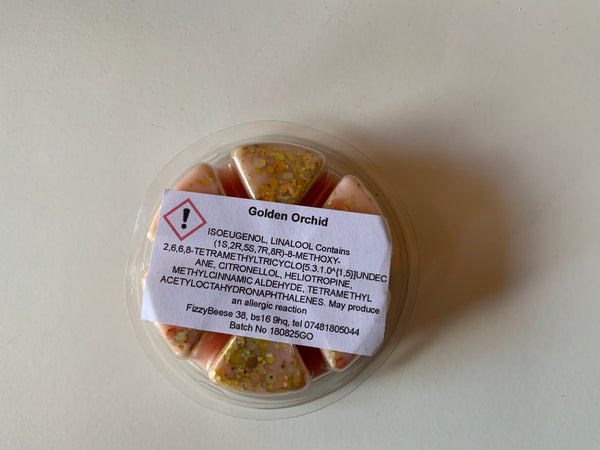 Golden Orchid
ISOEUGENOL, LINALOOL Contains
(1S,2R,5S,7R,8R)-8-METHOXY-
2,6,6,8-TETRAMETHYLTRICYCLO[5.3.1.0^{1,5}]UNDEC
ANE, CITRONELLOL, HELIOTROPINE,
METHYLCINNAMIC ALDEHYDE, TETRAMETHYL
ACETYLOCTAHYDRONAPHTHALENES. May produce
an allergic reaction
FizzyBeese 38, bs16 9hq, tel 07481805044
Batch No 180825GO